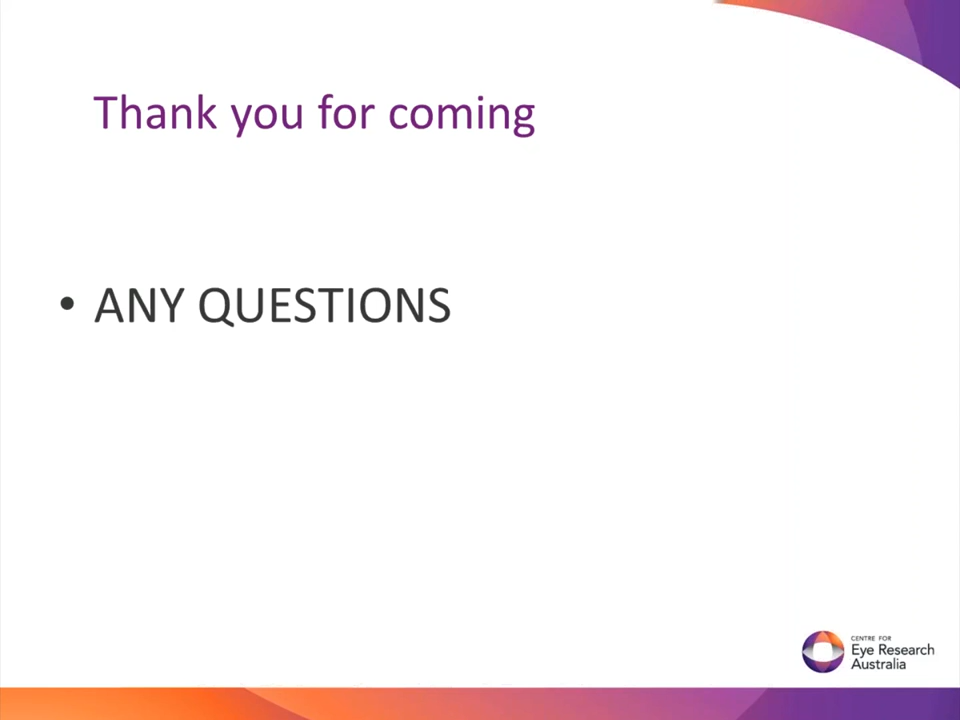 Thank you for coming
• ANY QUESTIONS
CENTRE FOR
Eye Research
Australia